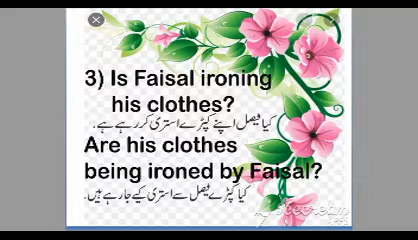 3) Is Faisal ironing
his clothes?
کیا فیصل اپنے کپڑے استری کر رہے ہے.
Are his clothes
being ironed by Faisal?
کیا کپڑے فیصل سے استری کیے جا رہے ہیں.